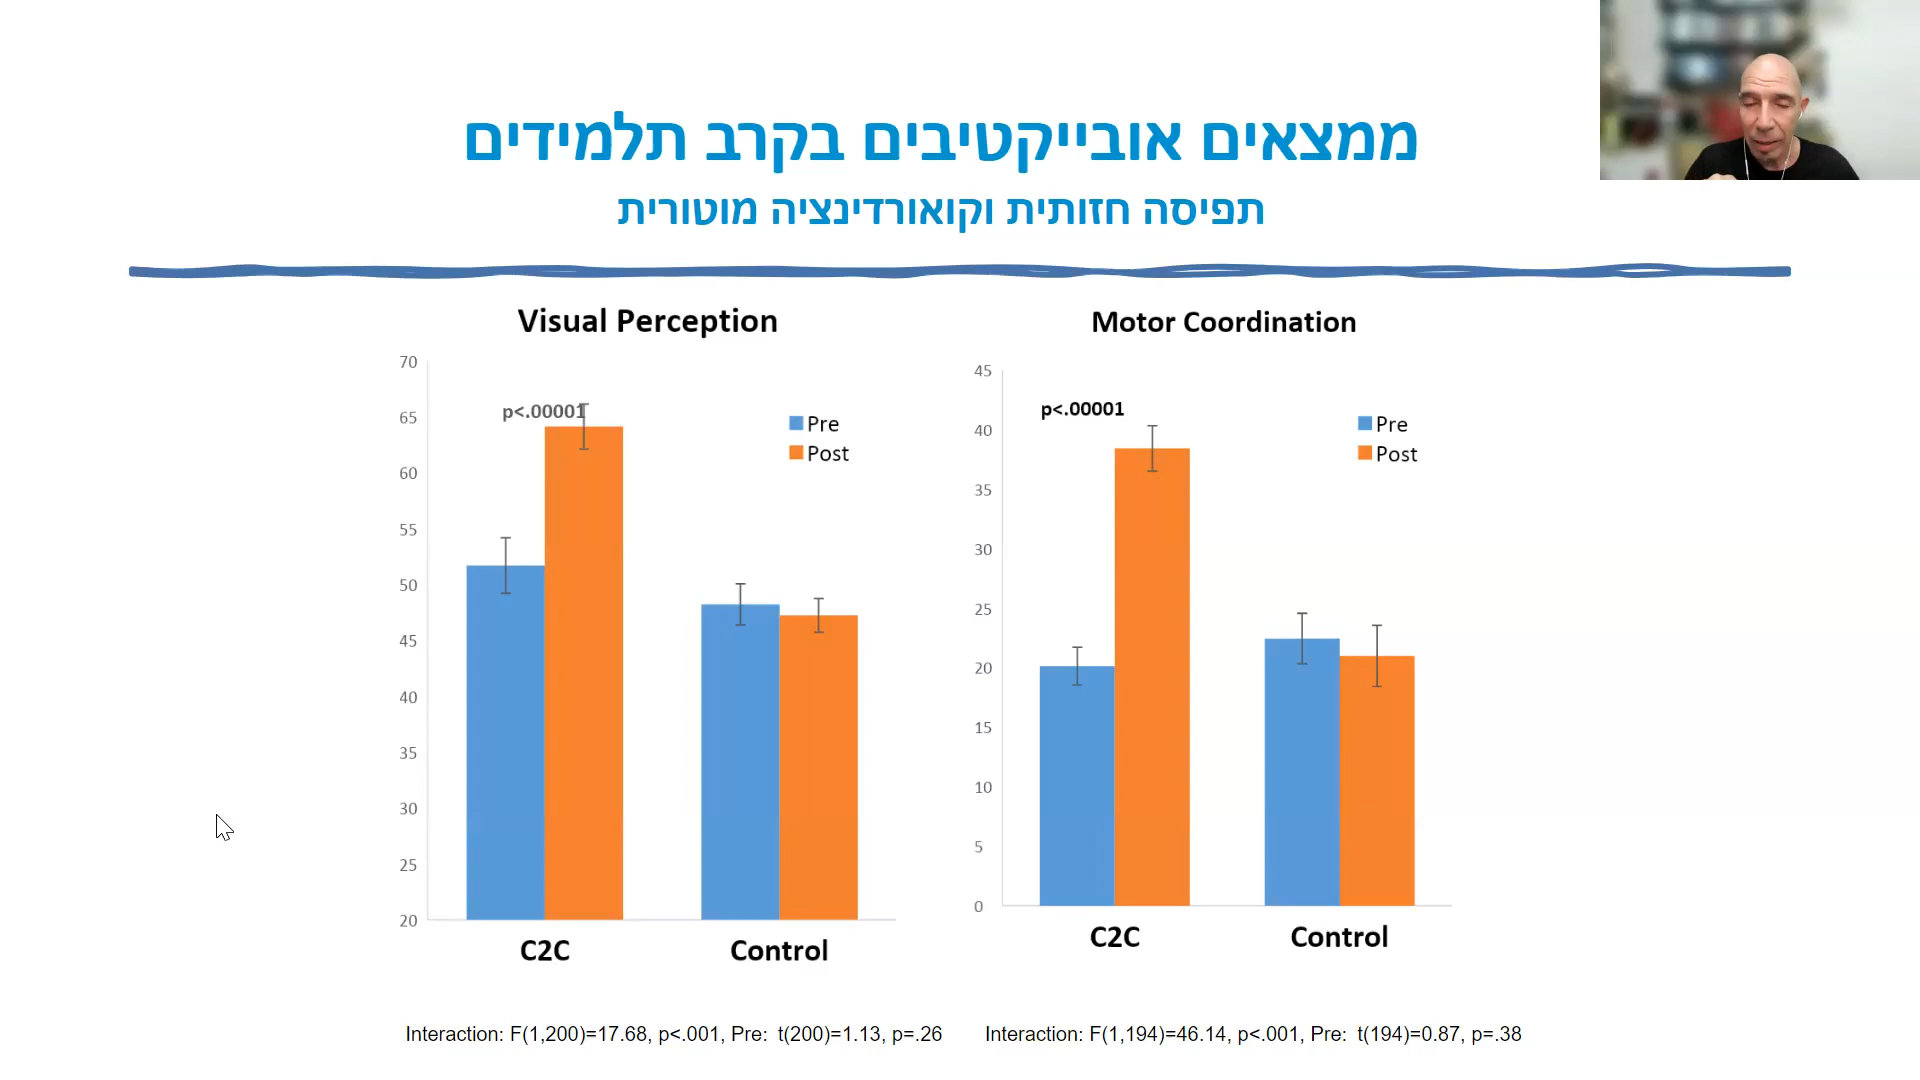 ממצאים אובייקטיבים בקרב תלמידים
תפיסה חזותית וקואורדינציה מוטורית
Visual Perception
70
65
60
55
50
45
40
35
30
25
20
p<.00001
Pre
Post
C2C
Control
Interaction: F(1,200)=17.68, p<.001, Pre: t(200)=1.13, p=.26
Motor Coordination
45
40
35
30
25
20
15
10
5
0
p<.00001
Pre
Post
C2C
Control
Interaction: F(1,194)=46.14, p<.001, Pre: t(194)=0.87, p=.38